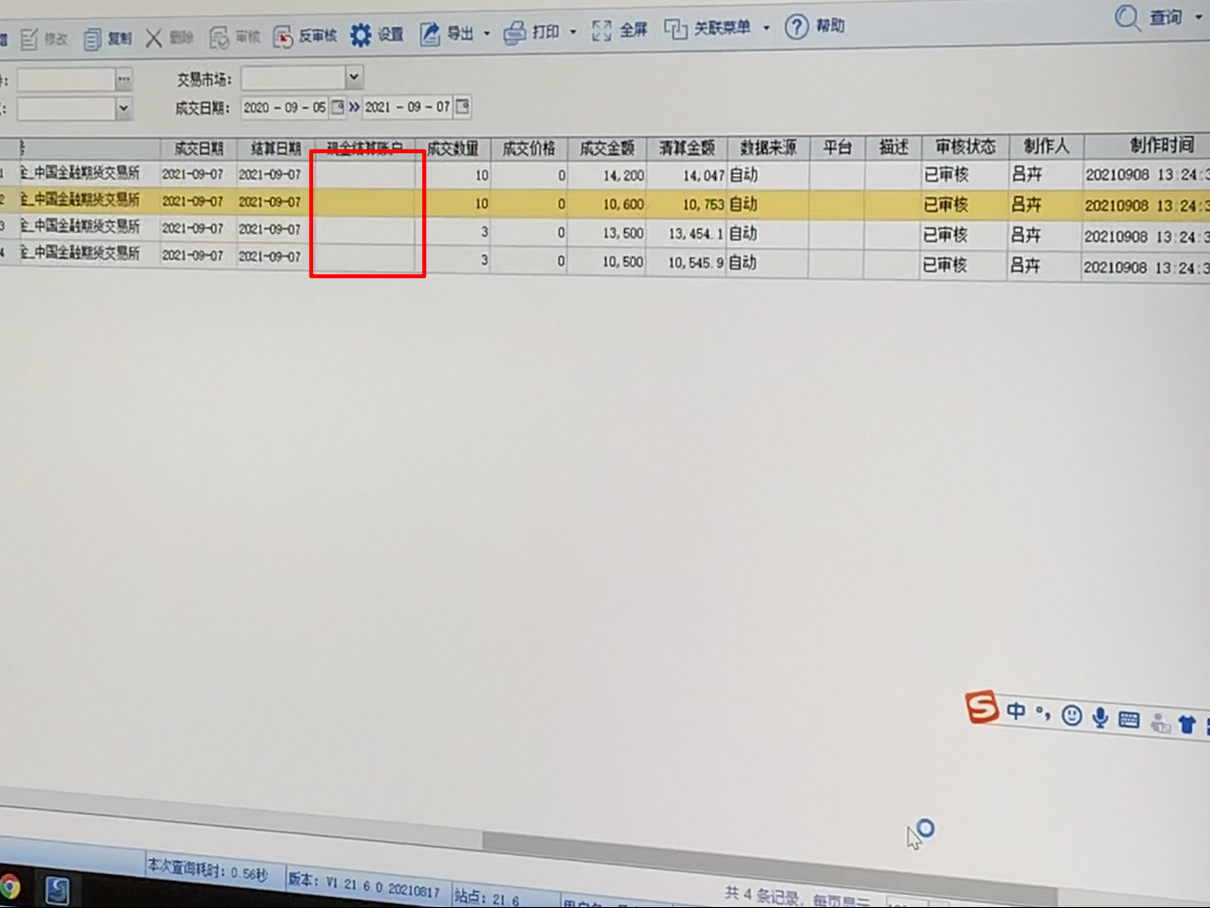 修改 复制 删除 审核 反审核 设置 导出 打印 全屏 关联菜单 帮助 查询
交易市场:
成交日期: 2020-09-05 2021-09-07
成交日期 结算日期 现金结算账户 成交数量 成交价格 成交金额 清算金额 数据来源 平台 描述 审核状态 制作人 制作时间
1 金_中国金融期货交易所 2021-09-07 2021-09-07 10 0 14,200 14,047 自动 已审核 吕卉 20210908 13:24:3
2 金_中国金融期货交易所 2021-09-07 2021-09-07 10 0 10,600 10,753 自动 已审核 吕卉 20210908 13:24:3
3 金_中国金融期货交易所 2021-09-07 2021-09-07 3 0 13,500 13,454.1 自动 已审核 吕卉 20210908 13:24:3
4 金_中国金融期货交易所 2021-09-07 2021-09-07 3 0 10,500 10,545.9 自动 已审核 吕卉 20210908 13:24:3
S 中
本次查询耗时: 0.56秒 版本: V1.21.6.0.20210817 站点: 21.6 共 4 条记录, 每页显示